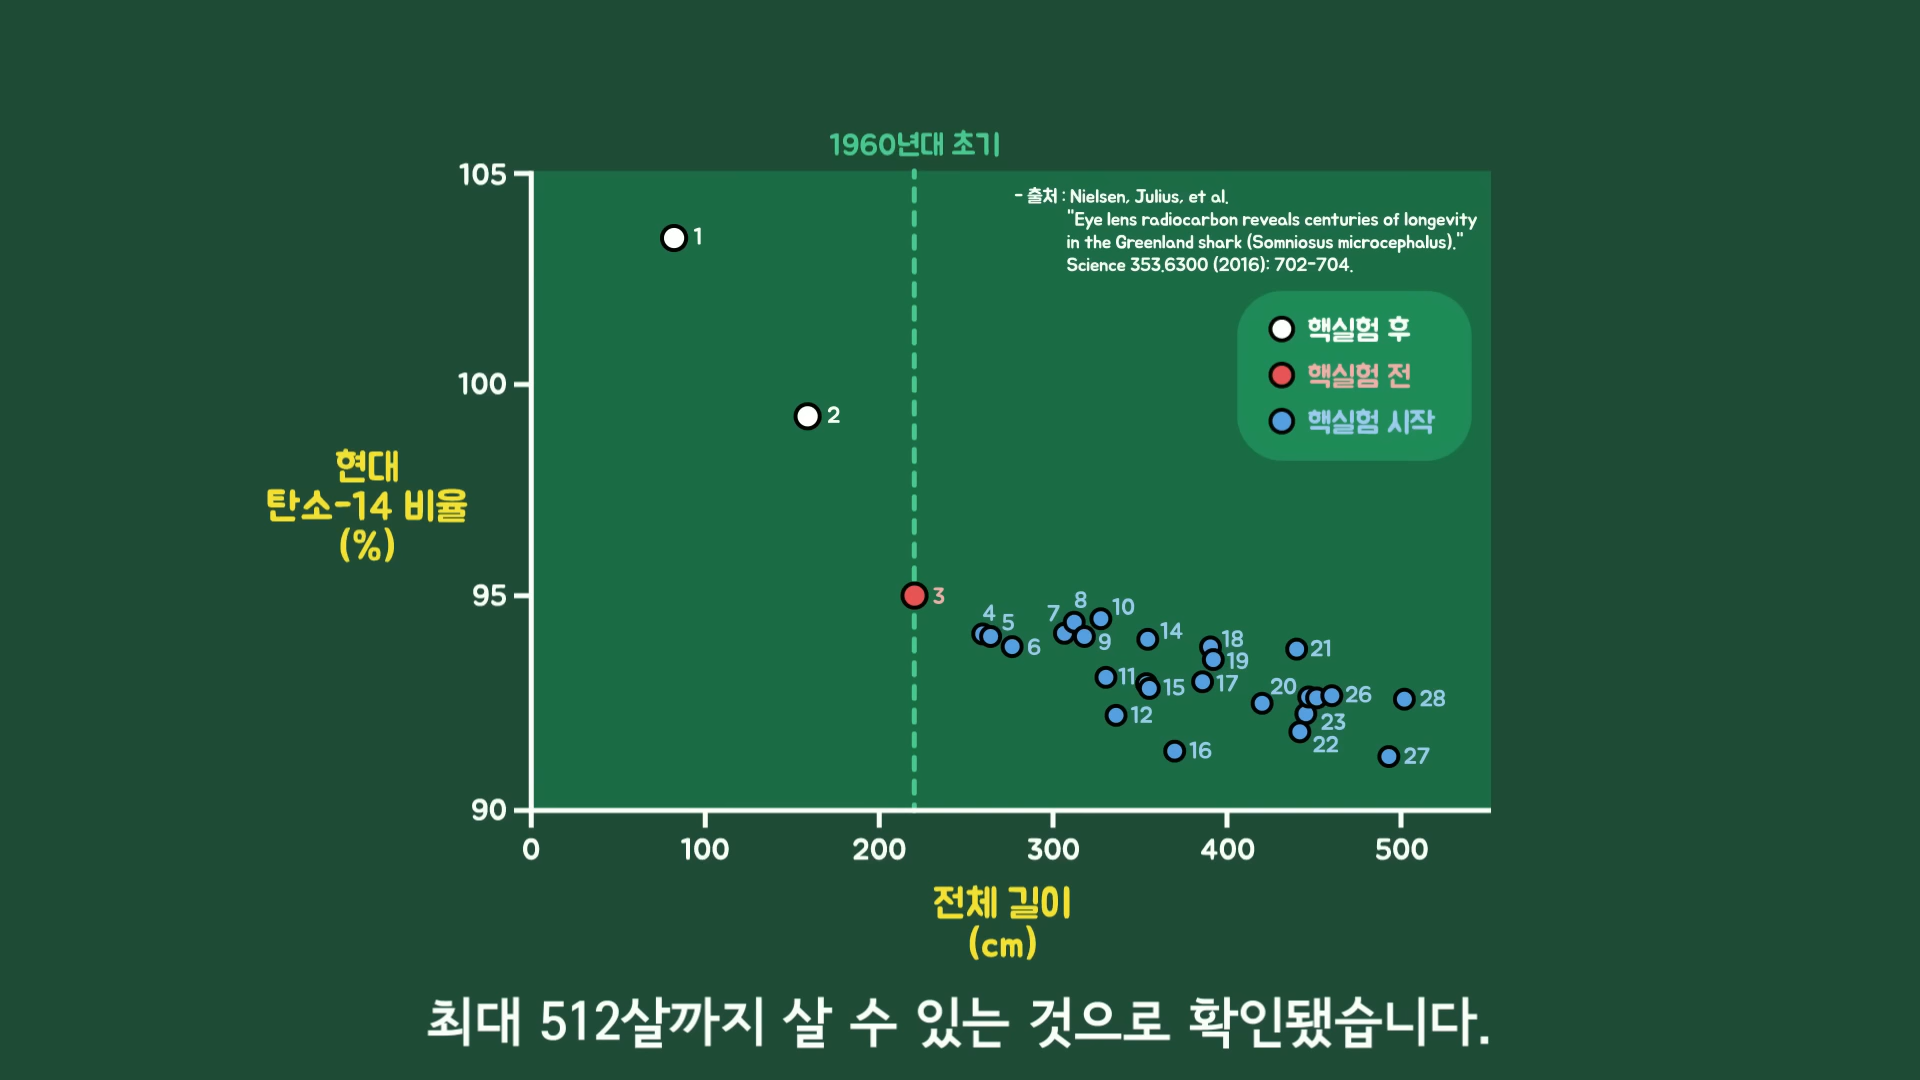 1960년대 초기
105
100
95
90
현대
탄소-14 비율
(%)
- 출처 : Nielsen, Julius, et al.
"Eye lens radiocarbon reveals centuries of longevity
in the Greenland shark (Somniosus microcephalus)."
Science 353.6300 (2016): 702-704.
핵실험 후
핵실험 전
핵실험 시작
1
2
3
4
5
6
7
8
9
10
11
12
14
15
16
17
18
19
20
21
22
23
26
27
28
0
100
200
300
400
500
전체 길이
(cm)
최대 512살까지 살 수 있는 것으로 확인됐습니다.